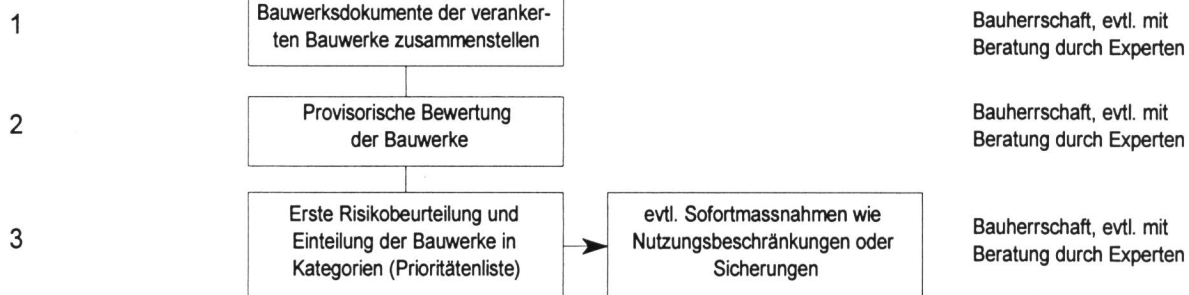 1
Bauwerksdokumente der veranker-
ten Bauwerke zusammenstellen
Bauherrschaft, evtl. mit
Beratung durch Experten
2
Provisorische Bewertung
der Bauwerke
Bauherrschaft, evtl. mit
Beratung durch Experten
3
Erste Risikobeurteilung und
Einteilung der Bauwerke in
Kategorien (Prioritätenliste)
evtl. Sofortmassnahmen wie
Nutzungsbeschränkungen oder
Sicherungen
Bauherrschaft, evtl. mit
Beratung durch Experten